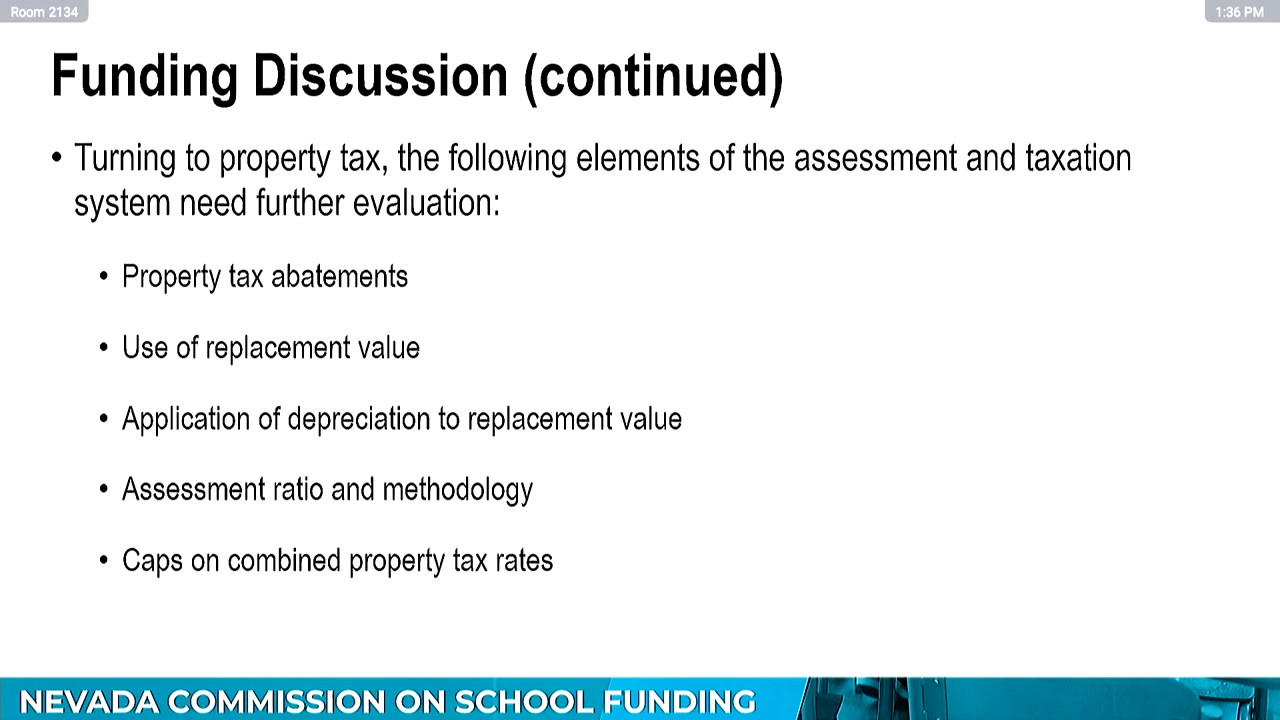 Room 2134
1:36 PM
Funding Discussion (continued)
• Turning to property tax, the following elements of the assessment and taxation
system need further evaluation:
• Property tax abatements
• Use of replacement value
• Application of depreciation to replacement value
• Assessment ratio and methodology
• Caps on combined property tax rates
NEVADA COMMISSION ON SCHOOL FUNDING